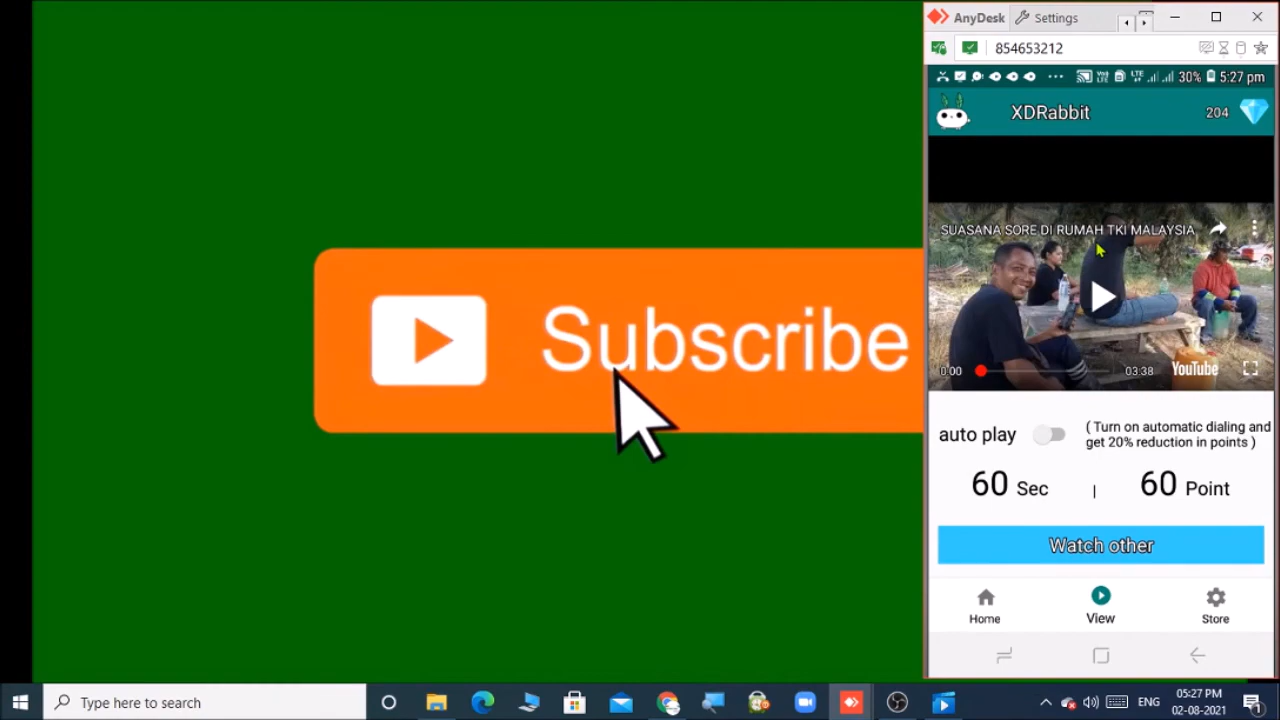 Subscribe
AnyDesk
Settings
854653212
LTE
30%
5:27 pm
XDRabbit
204
SUASANA SORE DI RUMAH TKI MALAYSIA
0:00
03:38
YouTube
auto play
( Turn on automatic dialing and
get 20% reduction in points )
60 Sec | 60 Point
Watch other
Home
View
Store
Type here to search
ENG
05:27 PM
02-08-2021
1